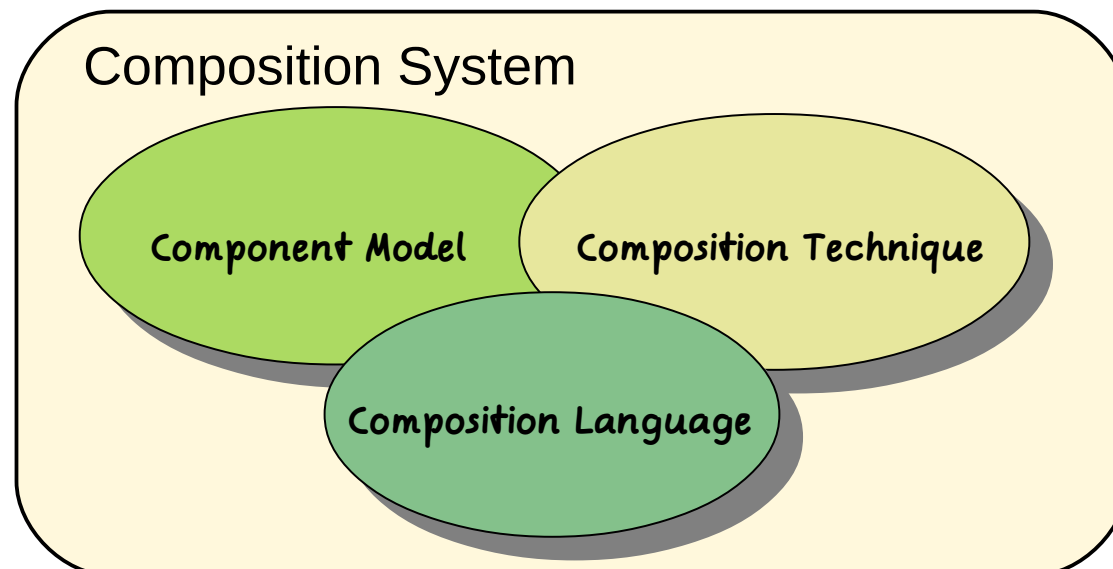 Composition System
Component Model
Composition Technique
Composition Language